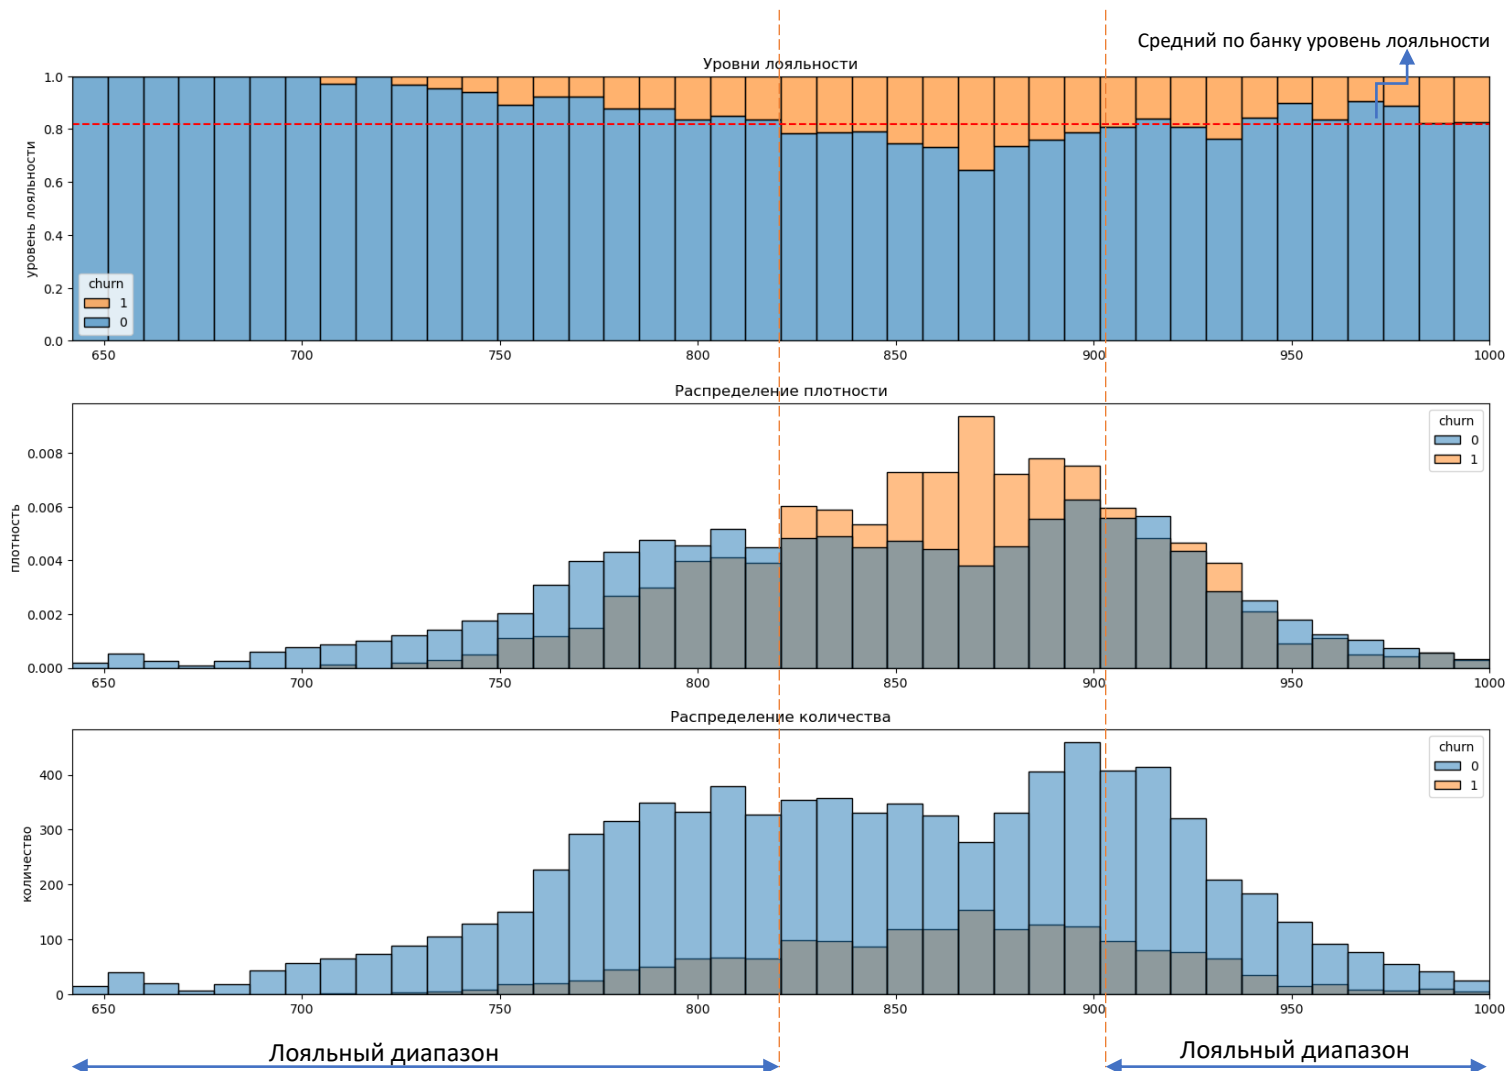 Средний по банку уровень лояльности
Уровни лояльности
уровень лояльности
1.0
0.8
0.6
0.4
0.2
0.0
churn
1
0
650 700 750 800 850 900 950 1000
Распределение плотности
плотность
0.008
0.006
0.004
0.002
0.000
churn
0
1
650 700 750 800 850 900 950 1000
Распределение количества
количество
400
300
200
100
0
churn
0
1
650 700 750 800 850 900 950 1000
Лояльный диапазон
Лояльный диапазон